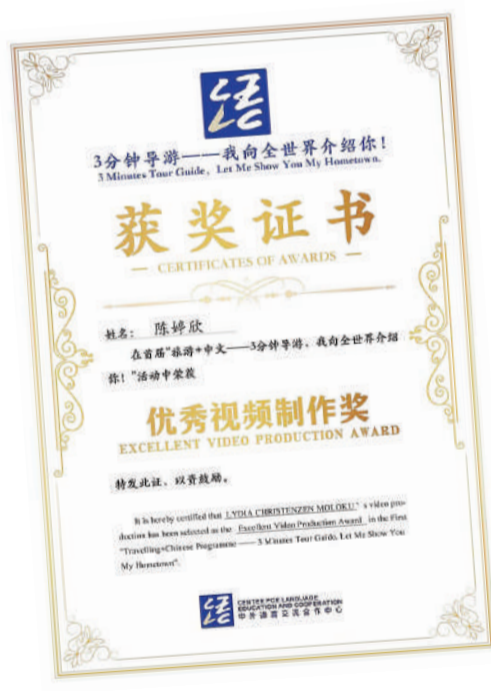 3分钟导游——我向全世界介绍你!
3 Minutes Tour Guide, Let Me Show You My Hometown.
获奖证书
— CERTIFICATES OF AWARDS —
姓名: 陈婷欣
在首届"旅游+中文——3分钟导游、我向全世界介绍
你!"活动中荣获
优秀视频制作奖
EXCELLENT VIDEO PRODUCTION AWARD
特发此证、以资鼓励。
It is hereby certified that LYDIA CHRISTENZEN MOLOKU 's video pro-
duction has been selected as the Excellent Video Production Award in the First
"Travelling+Chinese Programme —— 3 Minutes Tour Guide, Let Me Show You
My Hometown".
CENTER FOR LANGUAGE
EDUCATION AND COOPERATION
中外语言交流合作中心